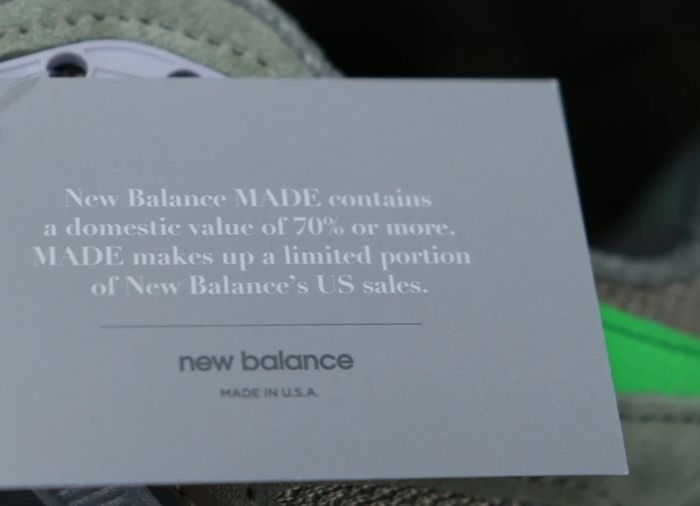 New Balance MADE contains
a domestic value of 70% or more.
MADE makes up a limited portion
of New Balance’s US sales.
new balance
MADE IN U.S.A.